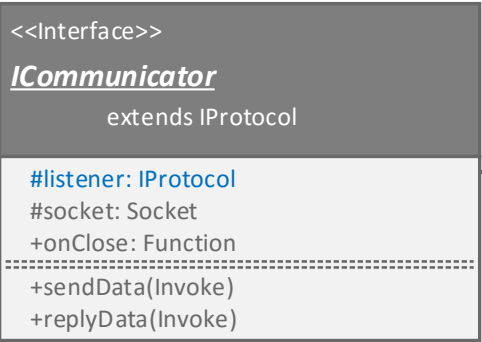 <<Interface>>
ICommunicator
extends IProtocol
#listener: IProtocol
#socket: Socket
+onClose: Function
+sendData(Invoke)
+replyData(Invoke)